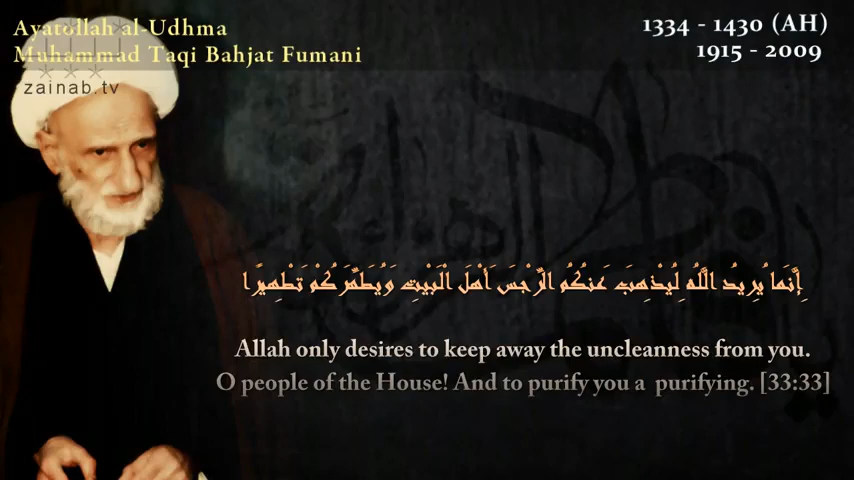 Ayatollah al-Udhma
Muhammad Taqi Bahjat Fumani
zainab.tv
1334 - 1430 (AH)
1915 - 2009
إِنَّمَا يُرِيدُ اللَّهُ لِيُذْهِبَ عَنكُمُ الرِّجْسَ أَهْلَ الْبَيْتِ وَيُطَهِّرَكُمْ تَطْهِيرًا
Allah only desires to keep away the uncleanness from you.
O people of the House! And to purify you a purifying. [33:33]